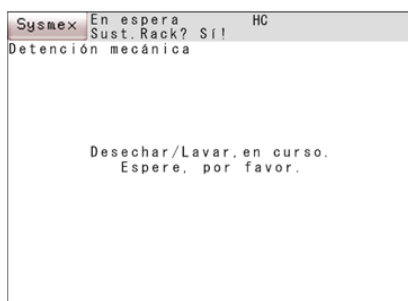 Sysmex En espera HC
Sust.Rack? Sí!
Detención mecánica
Desechar/Lavar,en curso.
Espere, por favor.